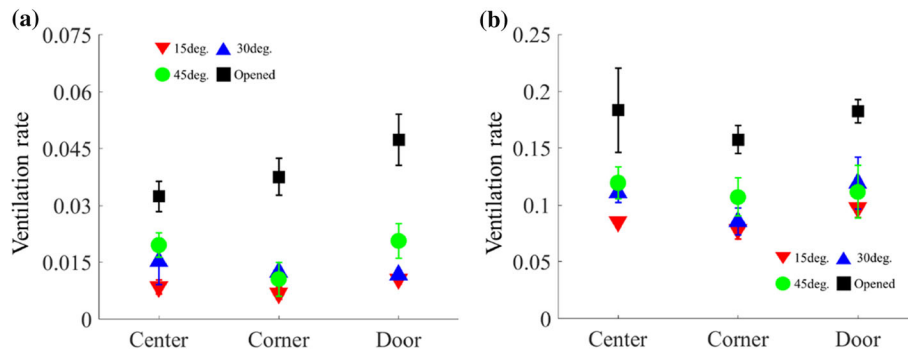 (a)
Ventilation rate
0.075
0.06
0.045
0.03
0.015
0
15deg. 30deg.
45deg. Opened
Center Corner Door
(b)
Ventilation rate
0.25
0.2
0.15
0.1
0.05
0
15deg. 30deg.
45deg. Opened
Center Corner Door